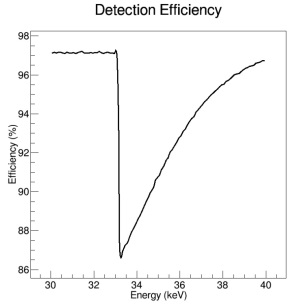 Detection Efficiency
98
96
94
92
90
88
86
Efficiency (%)
30 32 34 36 38 40
Energy (keV)